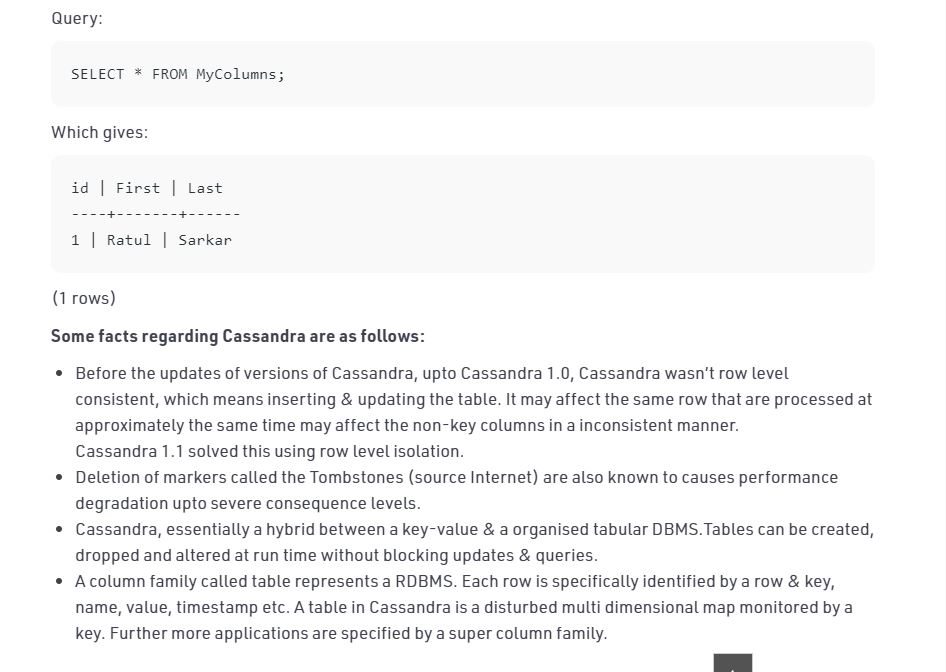 Query:
SELECT * FROM MyColumns;
Which gives:
id | First | Last
----+-------+------
1 | Ratul | Sarkar
(1 rows)
Some facts regarding Cassandra are as follows:
• Before the updates of versions of Cassandra, upto Cassandra 1.0, Cassandra wasn't row level
consistent, which means inserting & updating the table. It may affect the same row that are processed at
approximately the same time may affect the non-key columns in a inconsistent manner.
Cassandra 1.1 solved this using row level isolation.
• Deletion of markers called the Tombstones (source Internet) are also known to causes performance
degradation upto severe consequence levels.
• Cassandra, essentially a hybrid between a key-value & a organised tabular DBMS.Tables can be created,
dropped and altered at run time without blocking updates & queries.
• A column family called table represents a RDBMS. Each row is specifically identified by a row & key,
name, value, timestamp etc. A table in Cassandra is a disturbed multi dimensional map monitored by a
key. Further more applications are specified by a super column family.